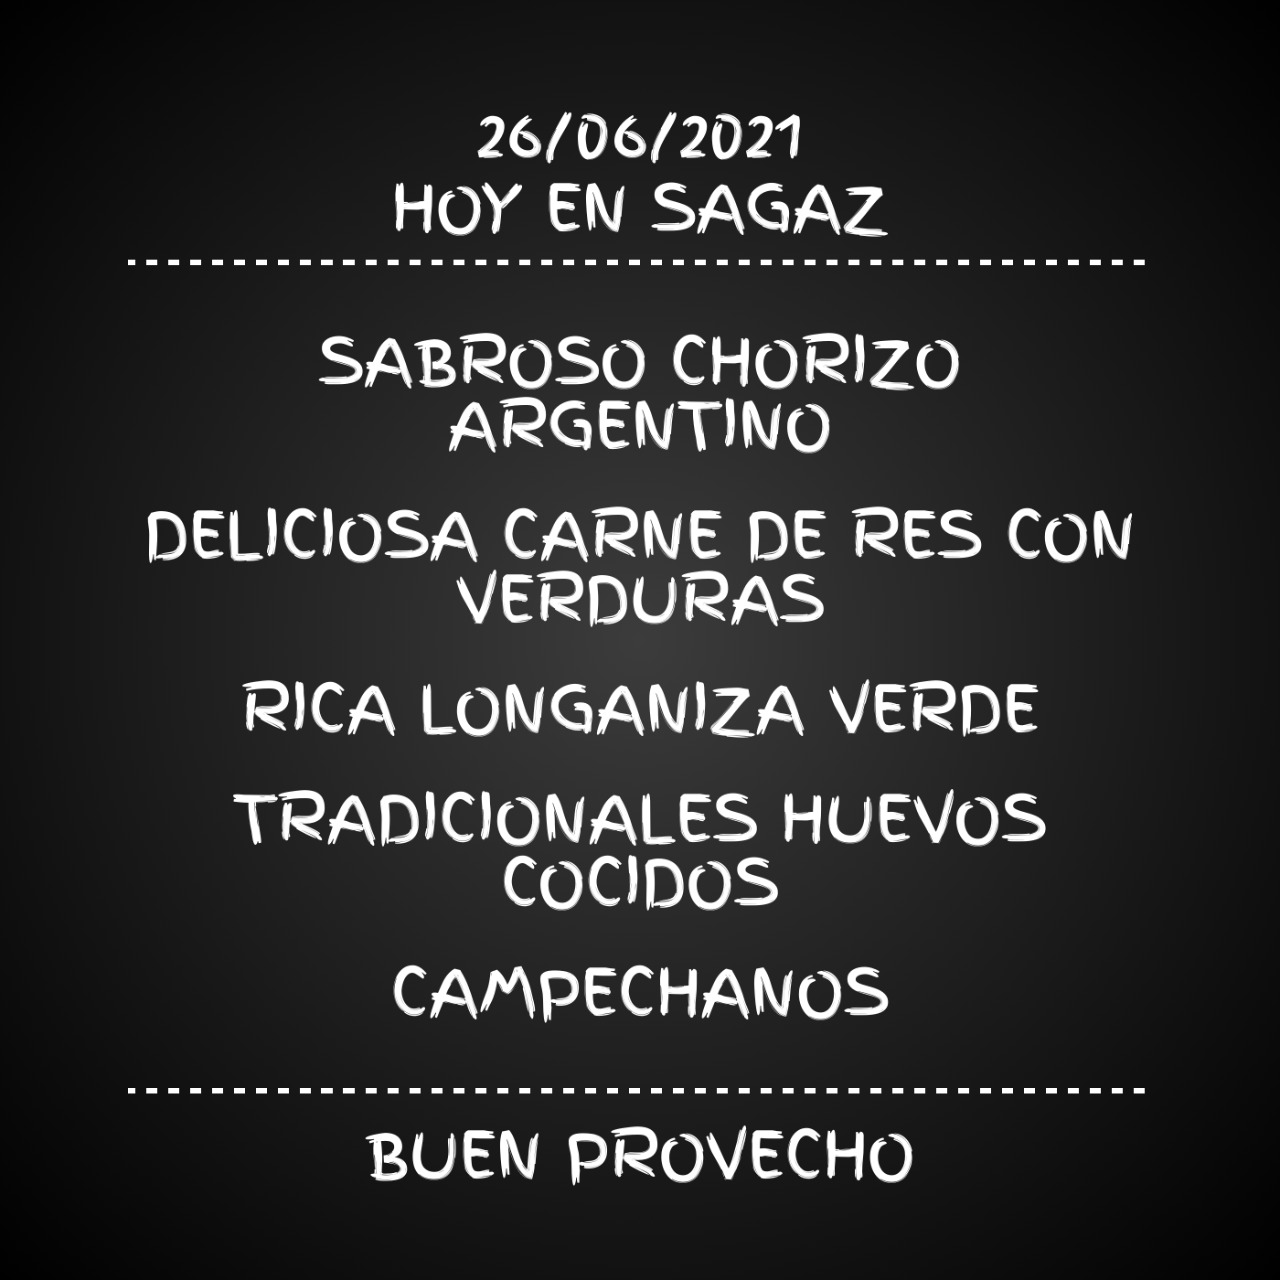 26/06/2021
HOY EN SAGAZ
SABROSO CHORIZO
ARGENTINO
DELICIOSA CARNE DE RES CON
VERDURAS
RICA LONGANIZA VERDE
TRADICIONALES HUEVOS
COCIDOS
CAMPECHANOS
BUEN PROVECHO